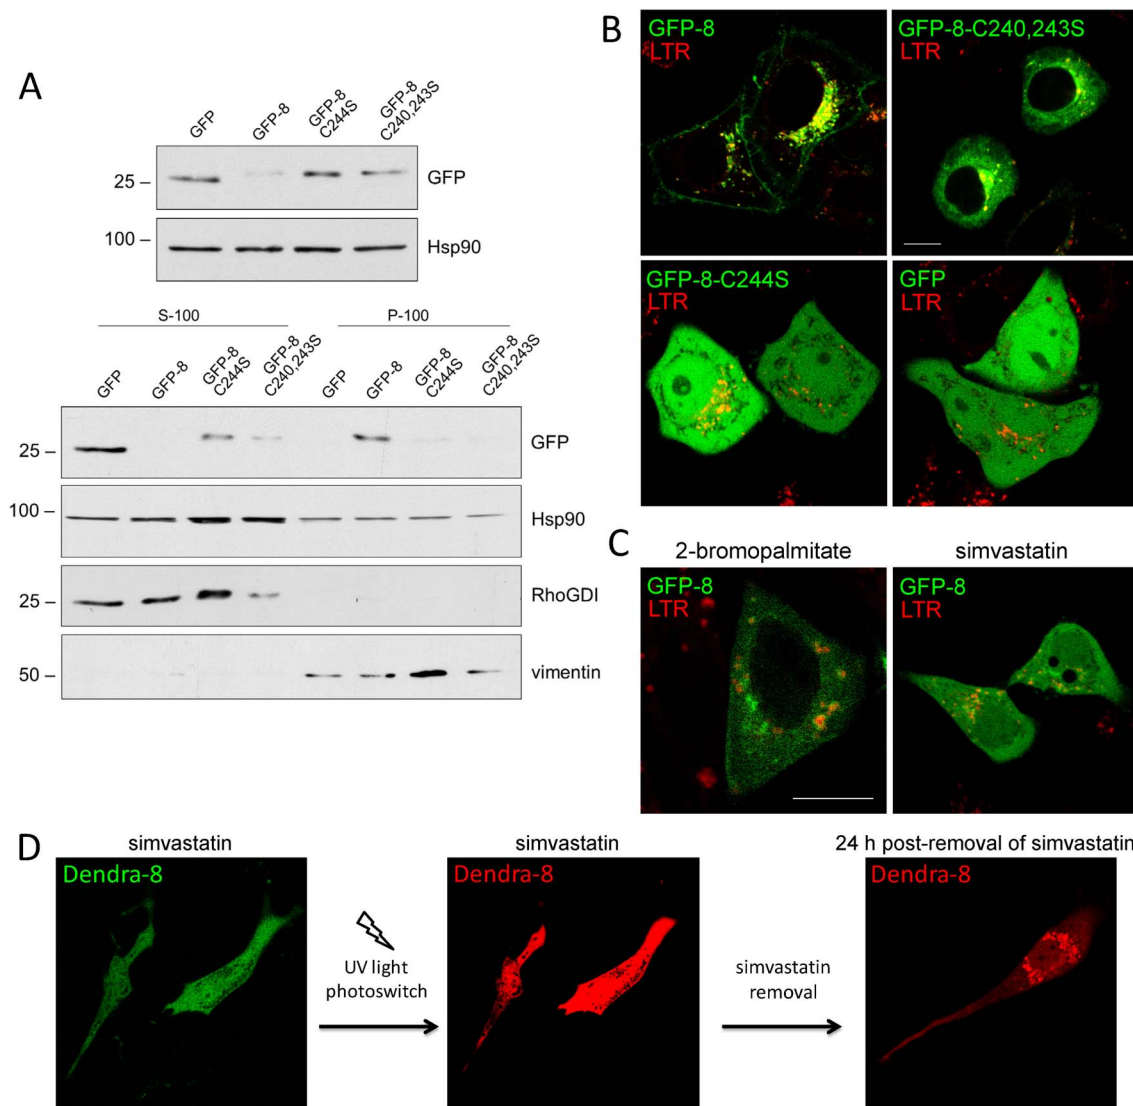 A
GFP
GFP-8
GFP-8
C244S
GFP-8
C240,243S
25
GFP
100
Hsp90
S-100
P-100
GFP
GFP-8
GFP-8
C244S
GFP-8
C240,243S
GFP
GFP-8
GFP-8
C244S
GFP-8
C240,243S
25
GFP
100
Hsp90
25
RhoGDI
50
vimentin
B
GFP-8
LTR
GFP-8-C240,243S
LTR
GFP-8-C244S
LTR
GFP
LTR
C
2-bromopalmitate
GFP-8
LTR
simvastatin
GFP-8
LTR
D
simvastatin
Dendra-8
UV light
photoswitch
simvastatin
Dendra-8
simvastatin
removal
24 h post-removal of simvastatin
Dendra-8